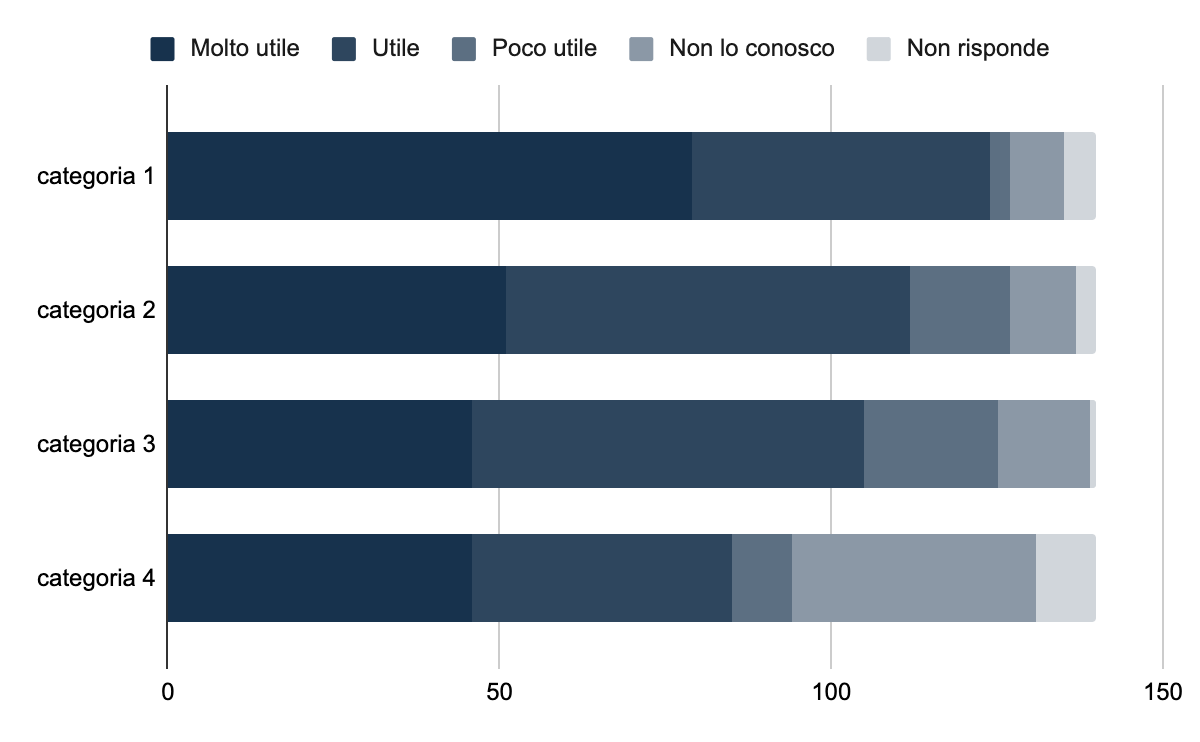 Molto utile Utile Poco utile Non lo conosco Non risponde
categoria 1
categoria 2
categoria 3
categoria 4
0 50 100 150